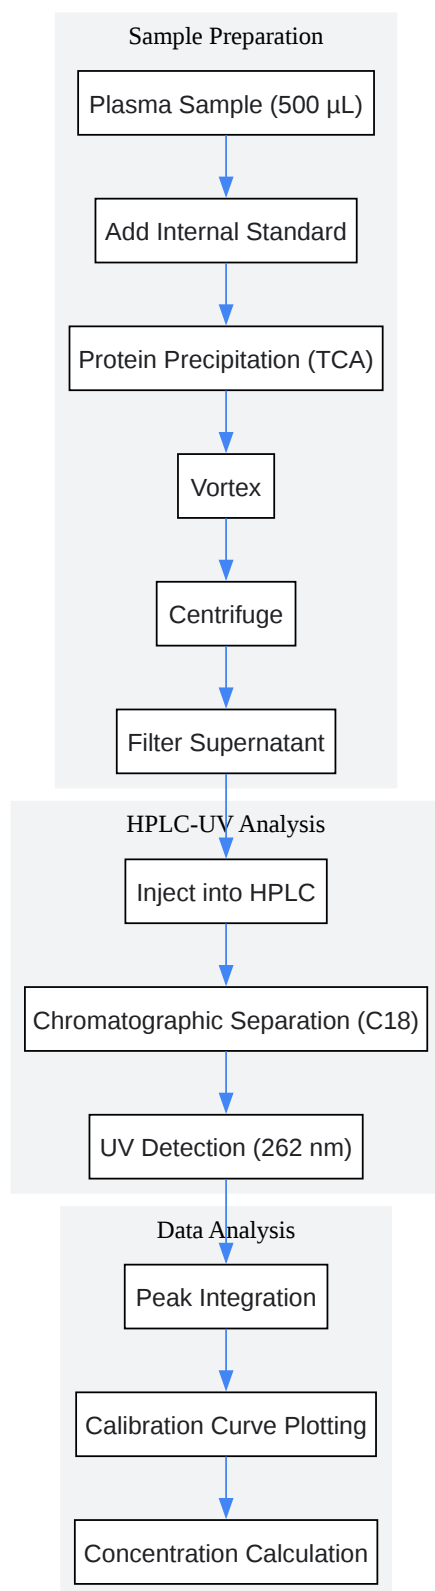 Sample Preparation
Plasma Sample (500 µL)
Add Internal Standard
Protein Precipitation (TCA)
Vortex
Centrifuge
Filter Supernatant
HPLC-UV Analysis
Inject into HPLC
Chromatographic Separation (C18)
UV Detection (262 nm)
Data Analysis
Peak Integration
Calibration Curve Plotting
Concentration Calculation